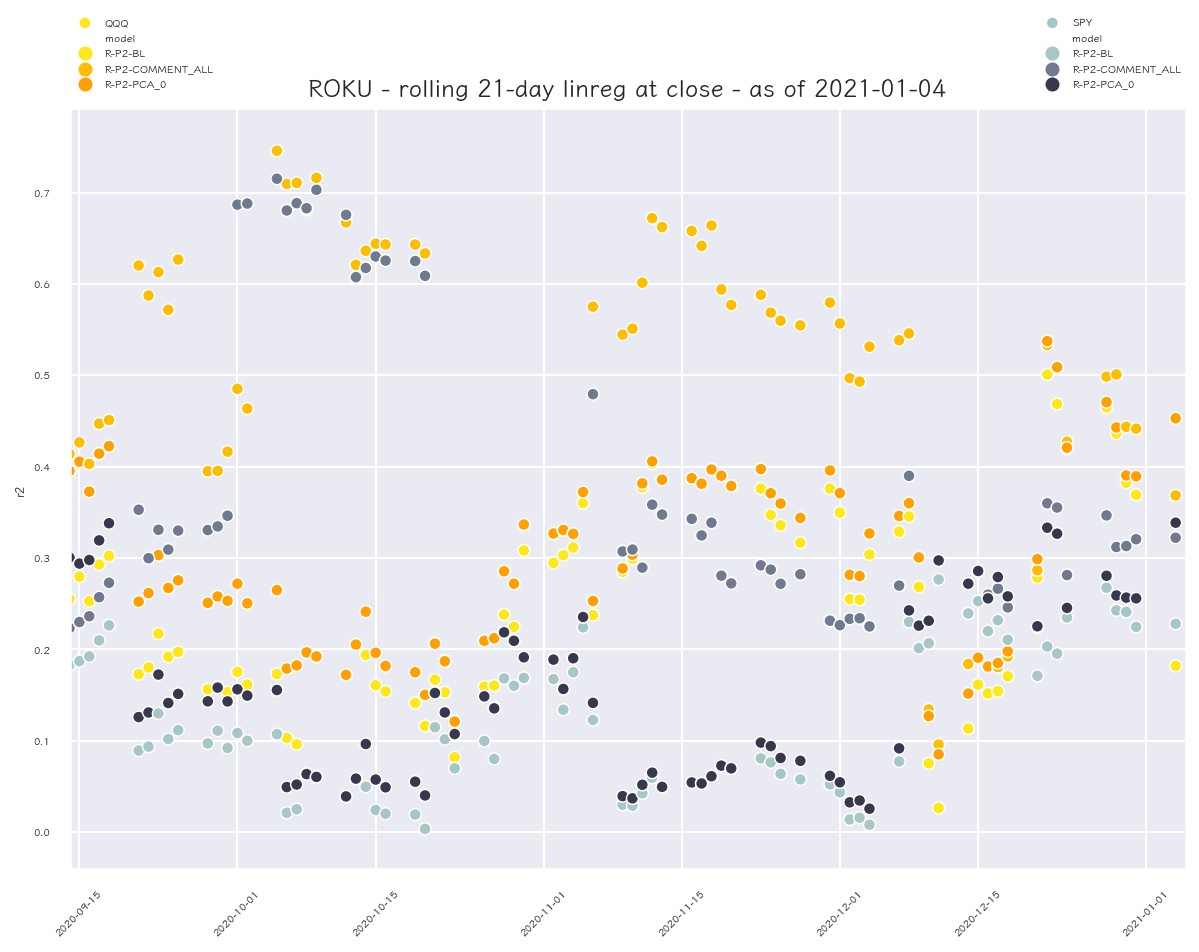 QQQ
model
R-P2-BL
R-P2-COMMENT_ALL
R-P2-PCA_0
SPY
model
R-P2-BL
R-P2-COMMENT_ALL
R-P2-PCA_0
ROKU - rolling 21-day linreg at close - as of 2021-01-04
0.7
0.6
0.5
0.4
0.3
0.2
0.1
0.0
r2
2020-09-15
2020-10-01
2020-10-15
2020-11-01
2020-11-15
2020-12-01
2020-12-15
2021-01-01